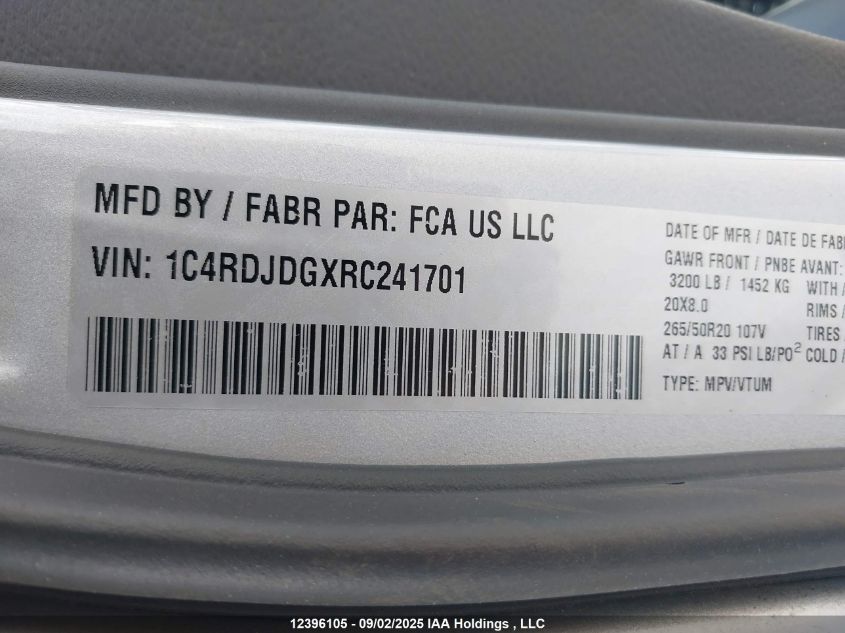 MFD BY / FABR PAR: FCA US LLC
VIN: 1C4RDJDGXRC241701
DATE OF MFR / DATE DE FABR
GAWR FRONT / PNBE AVANT:
3200 LB / 1452 KG WITH /
20X8.0 RIMS /
265/50R20 107V TIRES /
AT / A 33 PSI LB/PO² COLD /
TYPE: MPV/VTUM
12396105 - 09/02/2025 IAA Holdings , LLC